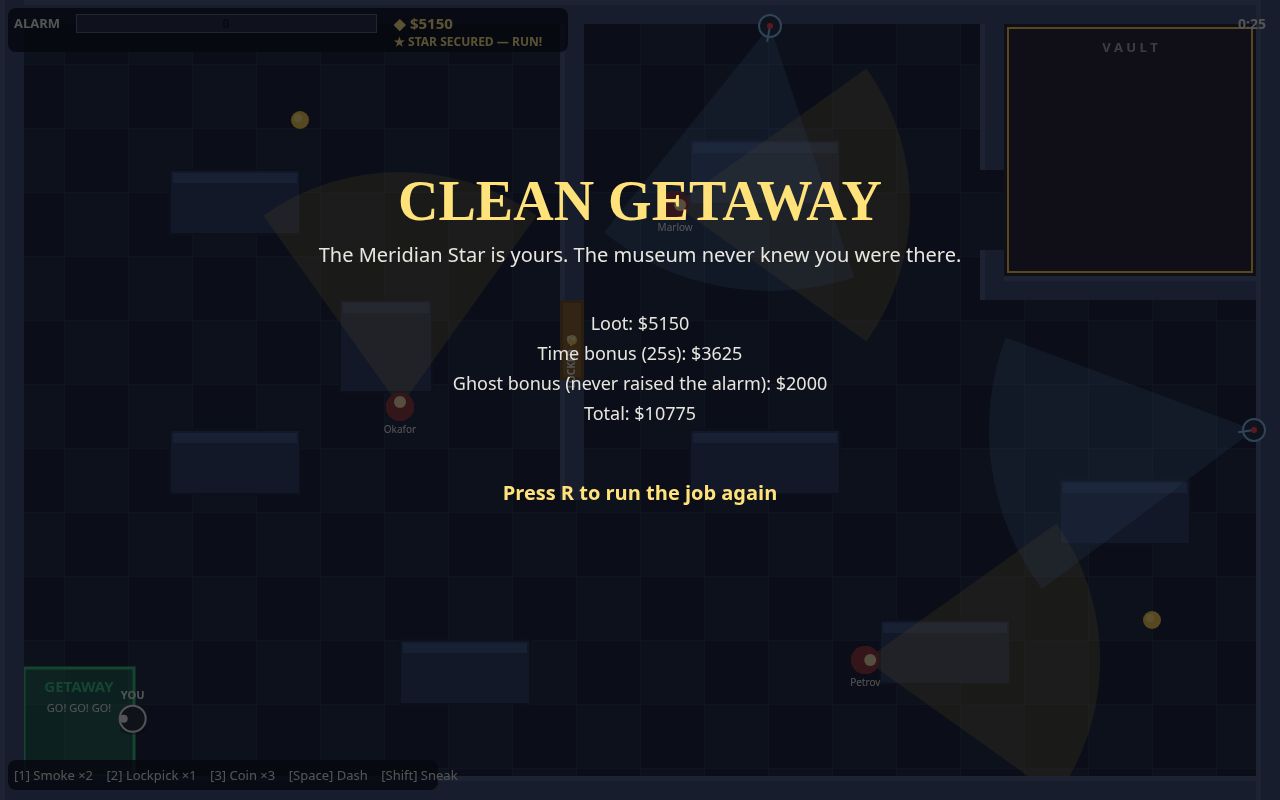 ALARM
0
◆ $5150
★ STAR SECURED — RUN!
0:25
VAULT
CLEAN GETAWAY
Marlow
The Meridian Star is yours. The museum never knew you were there.
Loot: $5150
Time bonus (25s): $3625
Ghost bonus (never raised the alarm): $2000
Total: $10775
Okafor
Press R to run the job again
Petrov
GETAWAY
YOU
GO! GO! GO!
[1] Smoke ×2 [2] Lockpick ×1 [3] Coin ×3 [Space] Dash [Shift] Sneak